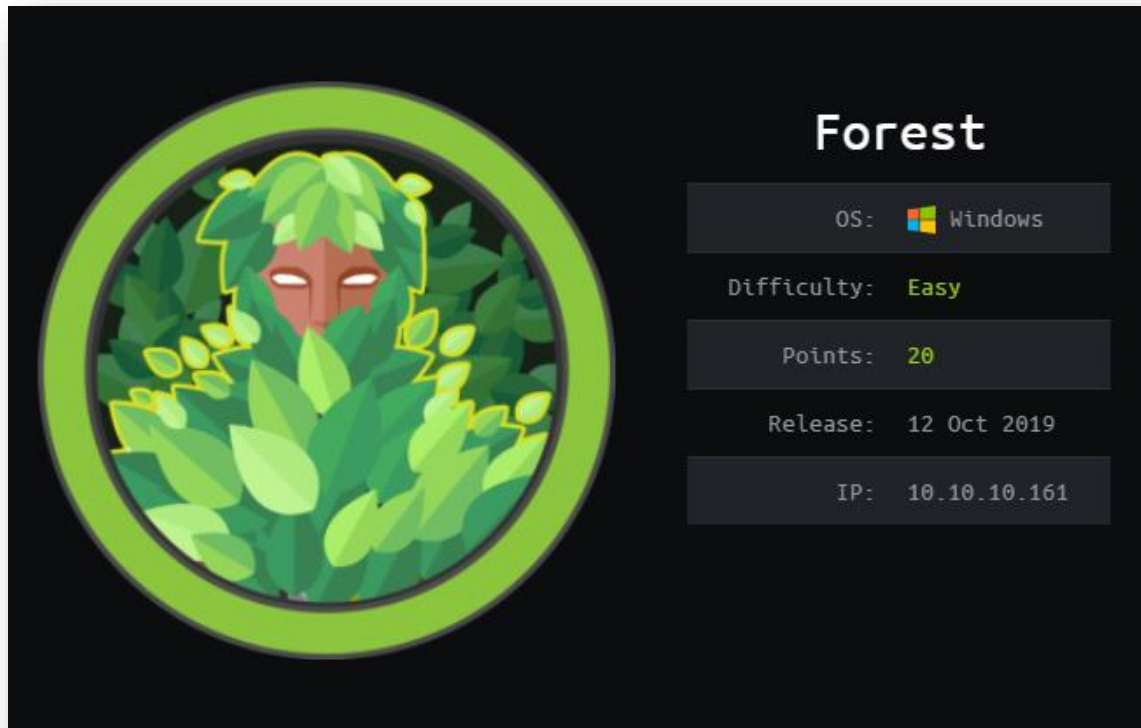 Forest
OS: Windows
Difficulty: Easy
Points: 20
Release: 12 Oct 2019
IP: 10.10.10.161